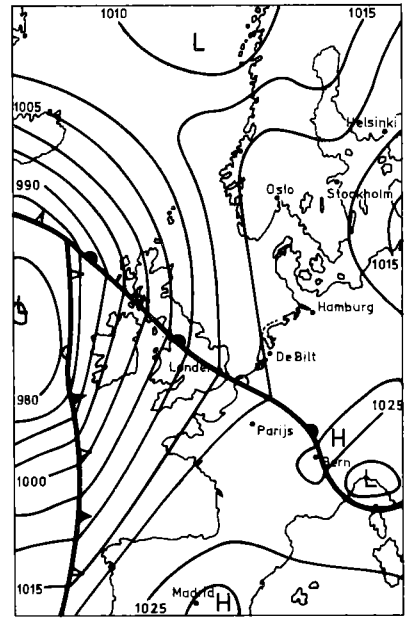 1010
1015
L
1005
Helsinki
990
Oslo
Stockholm
1015
Hamburg
L
De Bilt
Londen
980
Parijs
1025
H
Bern
L
1000
1015
1025
Madrid
H